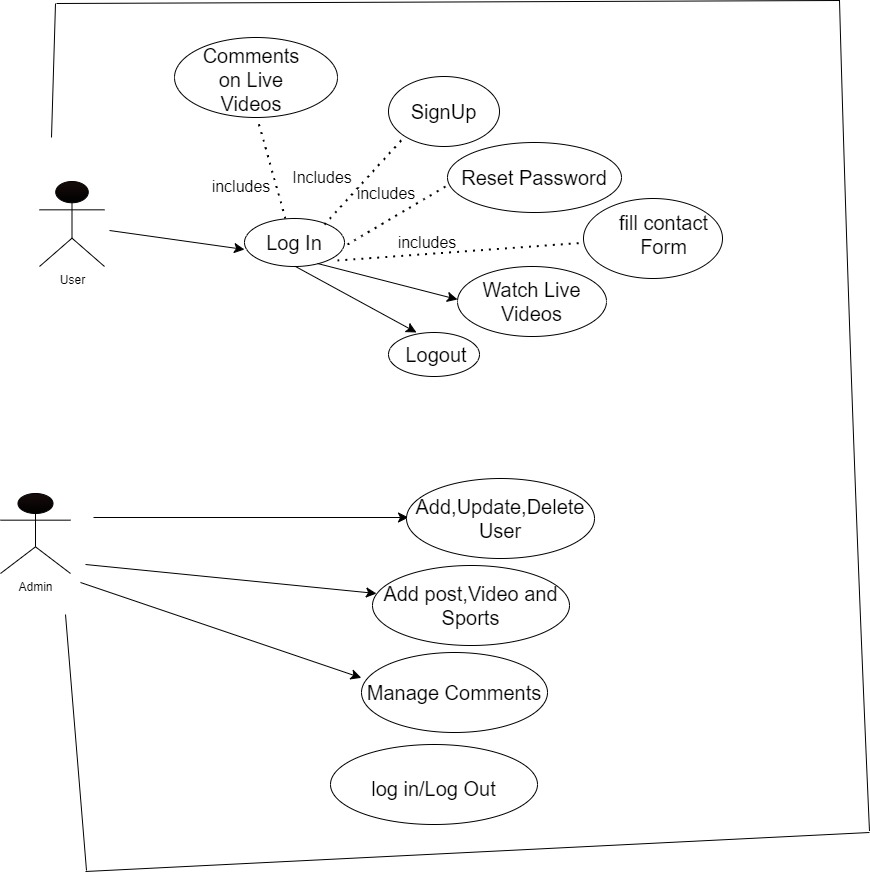 Comments
on Live
Videos
SignUp
Includes
includes
Reset Password
includes
fill contact
Form
includes
Log In
User
Watch Live
Videos
Logout
Add,Update,Delete
User
Admin
Add post,Video and
Sports
Manage Comments
log in/Log Out